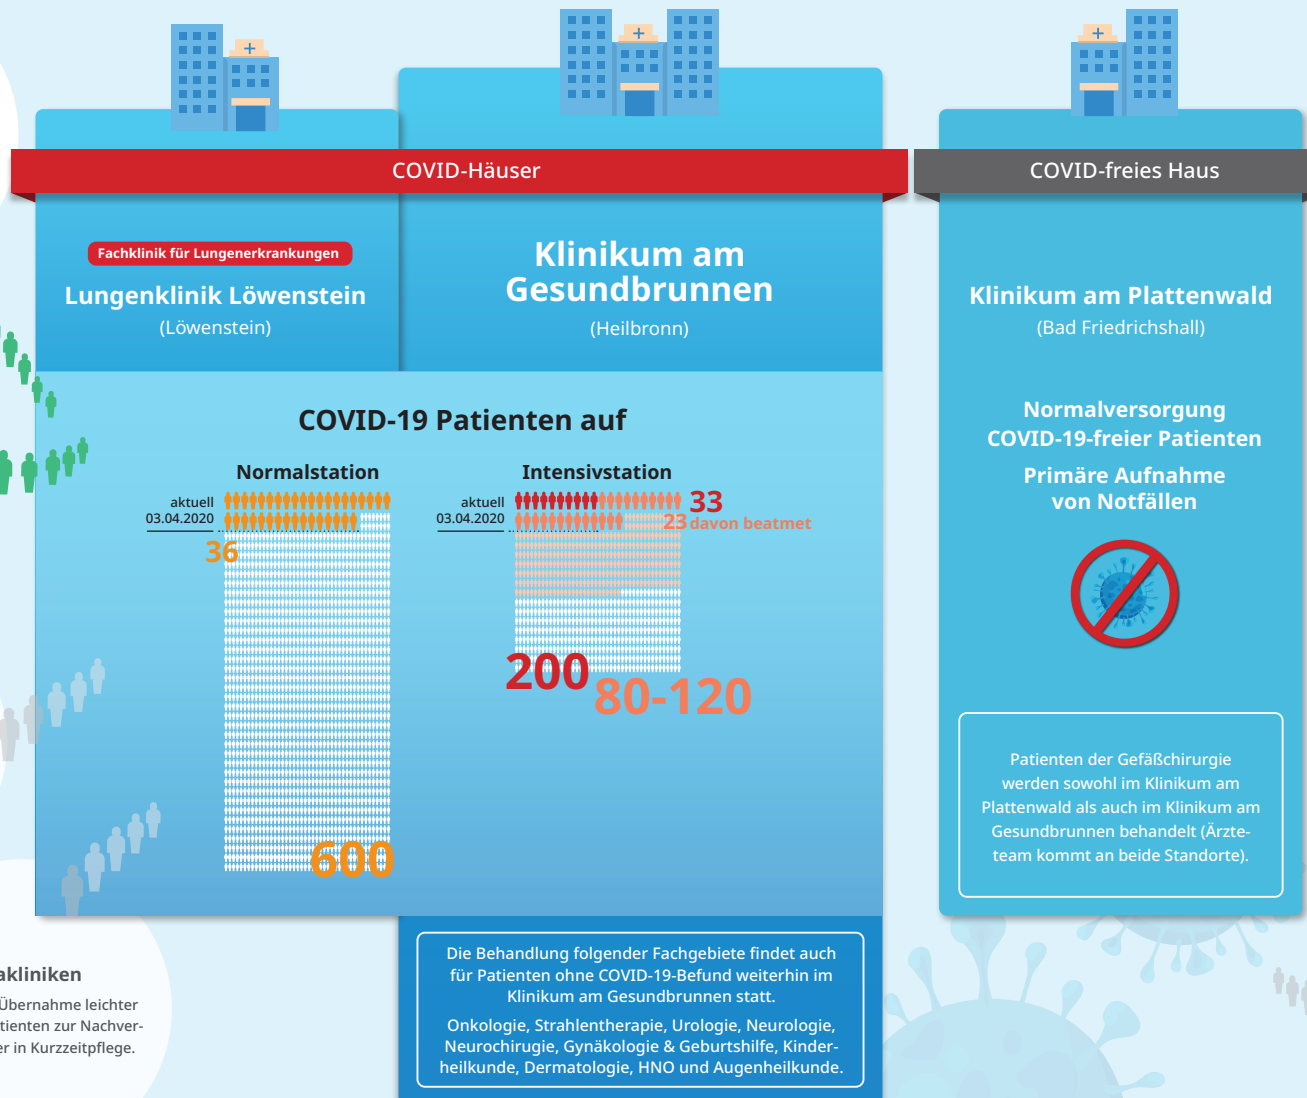 COVID-Häuser
COVID-freies Haus
Fachklinik für Lungenerkrankungen
Lungenklinik Löwenstein
(Löwenstein)
Klinikum am
Gesundbrunnen
(Heilbronn)
Klinikum am Plattenwald
(Bad Friedrichshall)
Normalversorgung
COVID-19-freier Patienten
Primäre Aufnahme
von Notfällen
COVID-19 Patienten auf
Normalstation
aktuell
03.04.2020
36
600
Intensivstation
aktuell
03.04.2020
33
23 davon beatmet
200
80-120
Patienten der Gefäßchirurgie
werden sowohl im Klinikum am
Plattenwald als auch im Klinikum am
Gesundbrunnen behandelt (Ärzte-
team kommt an beide Standorte).
Die Behandlung folgender Fachgebiete findet auch
für Patienten ohne COVID-19-Befund weiterhin im
Klinikum am Gesundbrunnen statt.
Onkologie, Strahlentherapie, Urologie, Neurologie,
Neurochirugie, Gynäkologie & Geburtshilfe, Kinder-
heilkunde, Dermatologie, HNO und Augenheilkunde.
akliniken
Übernahme leichter
tienten zur Nachver-
er in Kurzzeitpflege.